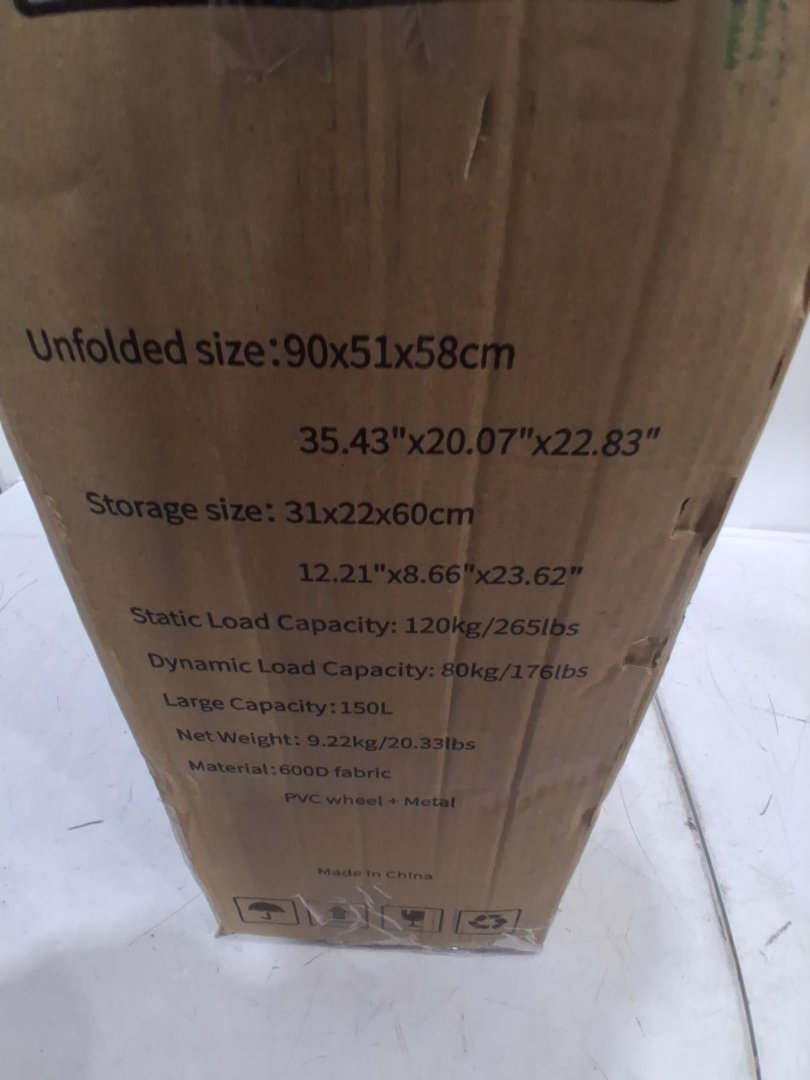 Unfolded size:90x51x58cm
35.43"x20.07"x22.83"
Storage size: 31x22x60cm
12.21"x8.66"x23.62"
Static Load Capacity: 120kg/265lbs
Dynamic Load Capacity: 80kg/176lbs
Large Capacity:150L
Net Weight: 9.22kg/20.33lbs
Material:600D fabric
PVC wheel + Metal
Made In China